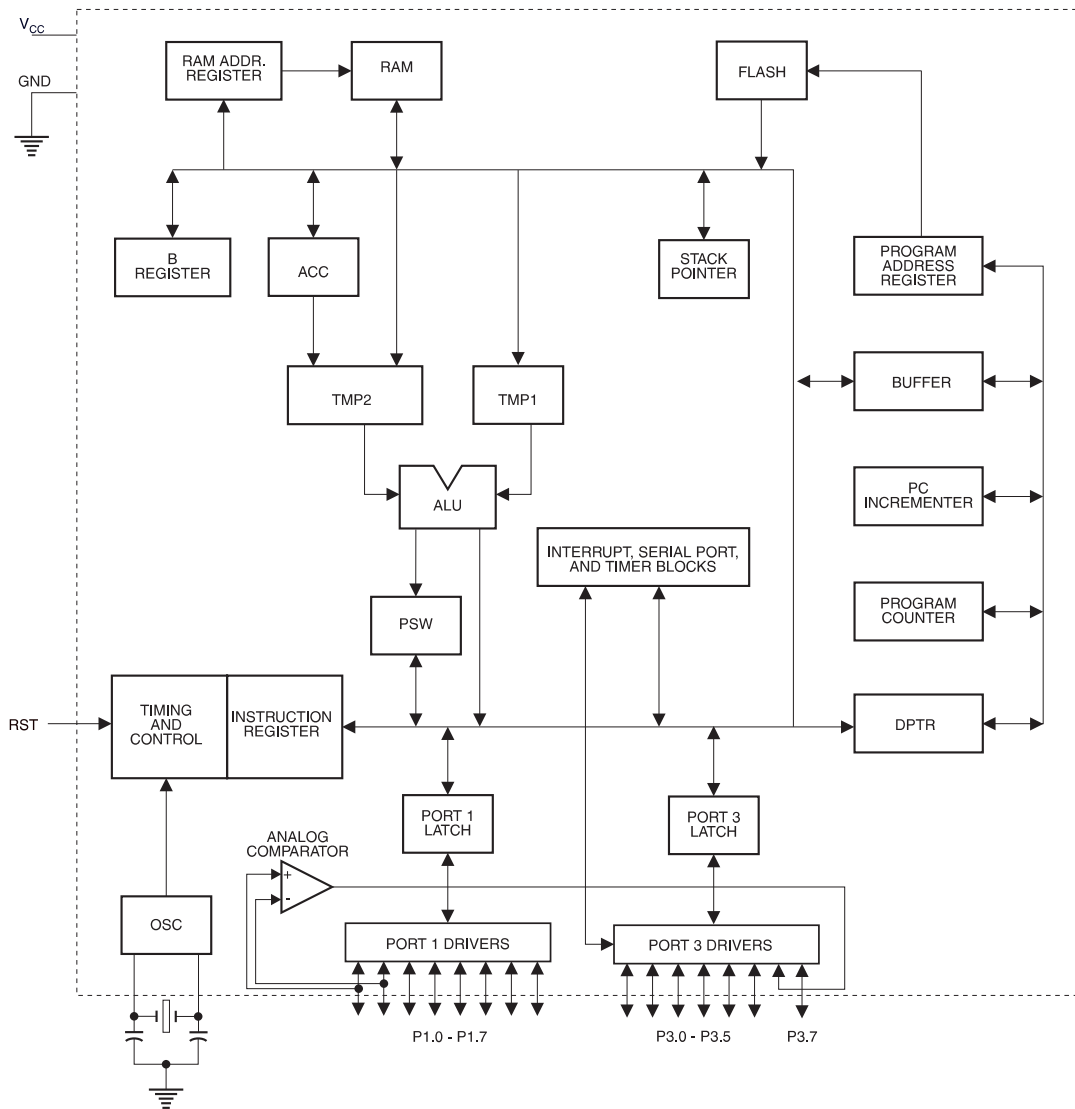 VCC
GND
RAM ADDR.
REGISTER
RAM
FLASH
B
REGISTER
ACC
STACK
POINTER
PROGRAM
ADDRESS
REGISTER
TMP2
TMP1
BUFFER
ALU
PC
INCREMENTER
INTERRUPT, SERIAL PORT,
AND TIMER BLOCKS
PSW
PROGRAM
COUNTER
RST
TIMING
AND
CONTROL
INSTRUCTION
REGISTER
DPTR
PORT 1
LATCH
PORT 3
LATCH
ANALOG
COMPARATOR
+
-
OSC
PORT 1 DRIVERS
PORT 3 DRIVERS
P1.0 - P1.7
P3.0 - P3.5
P3.7